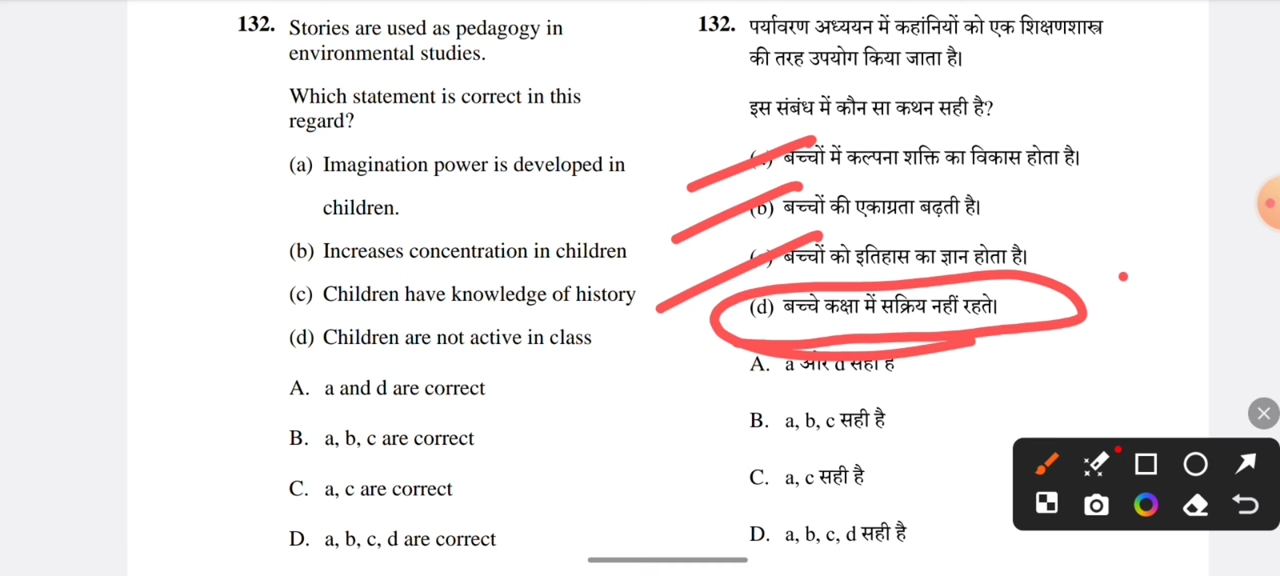 132. Stories are used as pedagogy in
environmental studies.
Which statement is correct in this
regard?
(a) Imagination power is developed in
children.
(b) Increases concentration in children
(c) Children have knowledge of history
(d) Children are not active in class
A. a and d are correct
B. a, b, c are correct
C. a, c are correct
D. a, b, c, d are correct
132. पर्यावरण अध्ययन में कहांनियों को एक शिक्षणशास्त्र
की तरह उपयोग किया जाता है।
इस संबंध में कौन सा कथन सही है?
बच्चों में कल्पना शक्ति का विकास होता है।
(b) बच्चों की एकाग्रता बढ़ती है।
बच्चों को इतिहास का ज्ञान होता है।
(d) बच्चे कक्षा में सक्रिय नहीं रहते।
A. a और d सही है
B. a, b, c सही है
C. a, c सही है
D. a, b, c, d सही है